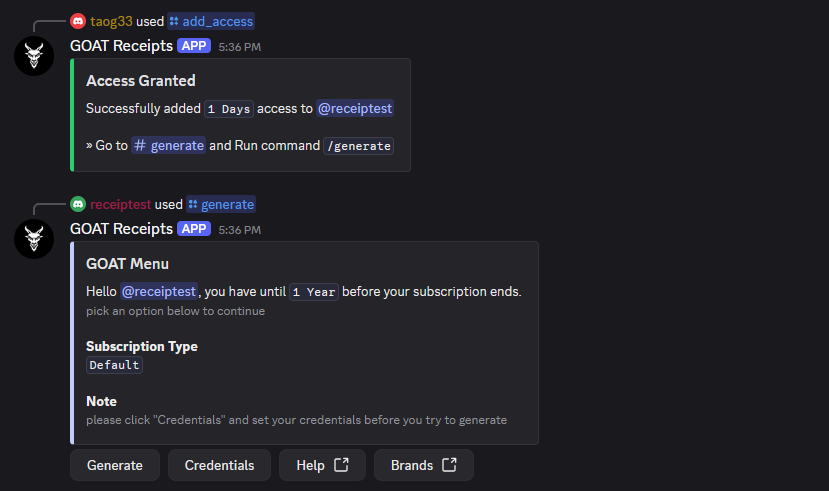 taog33 used add_access
GOAT Receipts APP 5:36 PM
Access Granted
Successfully added 1 Days access to @receiptest
» Go to # generate and Run command /generate
receiptest used generate
GOAT Receipts APP 5:36 PM
GOAT Menu
Hello @receiptest, you have until 1 Year before your subscription ends.
pick an option below to continue
Subscription Type
Default
Note
please click "Credentials" and set your credentials before you try to generate
Generate Credentials Help Brands